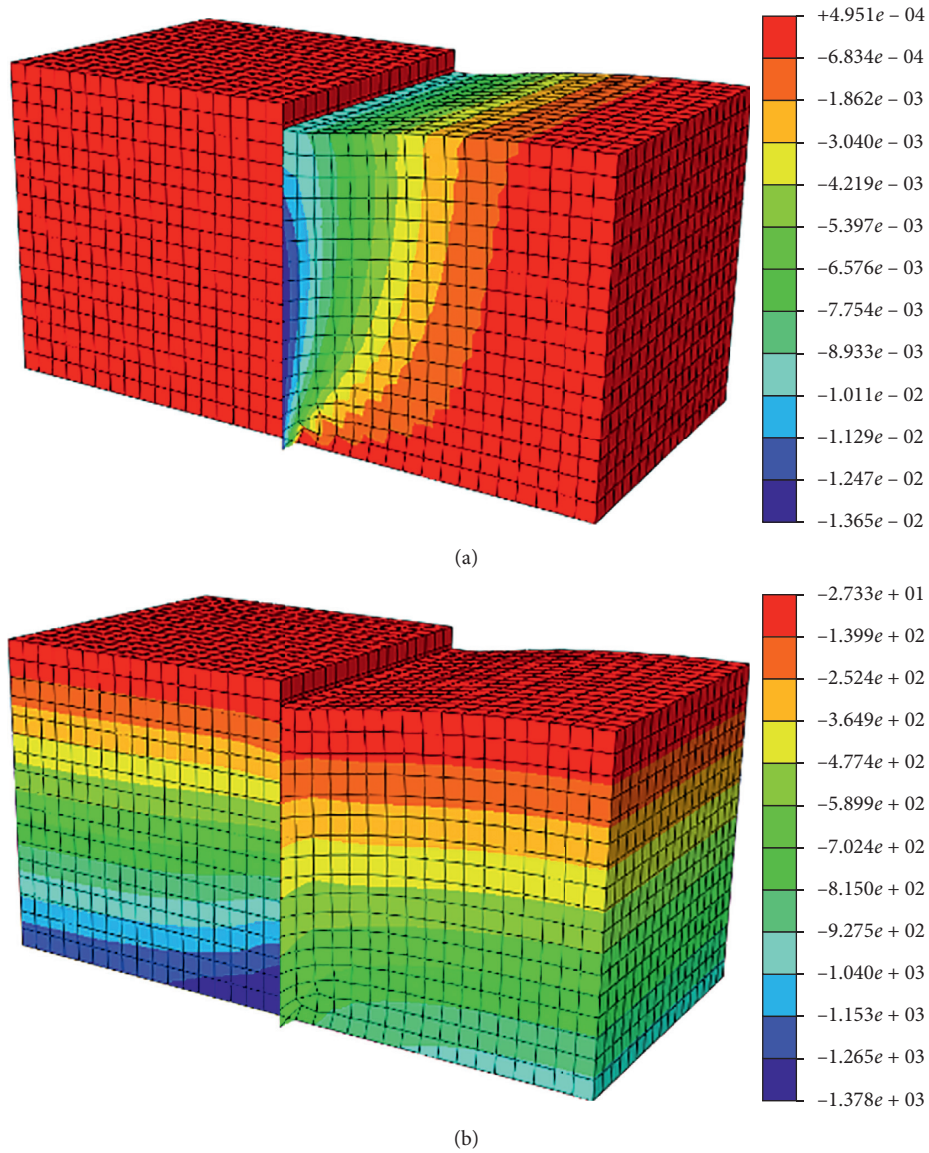 +4.951e – 04
–6.834e – 04
–1.862e – 03
–3.040e – 03
–4.219e – 03
–5.397e – 03
–6.576e – 03
–7.754e – 03
–8.933e – 03
–1.011e – 02
–1.129e – 02
–1.247e – 02
–1.365e – 02
(a)
–2.733e + 01
–1.399e + 02
–2.524e + 02
–3.649e + 02
–4.774e + 02
–5.899e + 02
–7.024e + 02
–8.150e + 02
–9.275e + 02
–1.040e + 03
–1.153e + 03
–1.265e + 03
–1.378e + 03
(b)